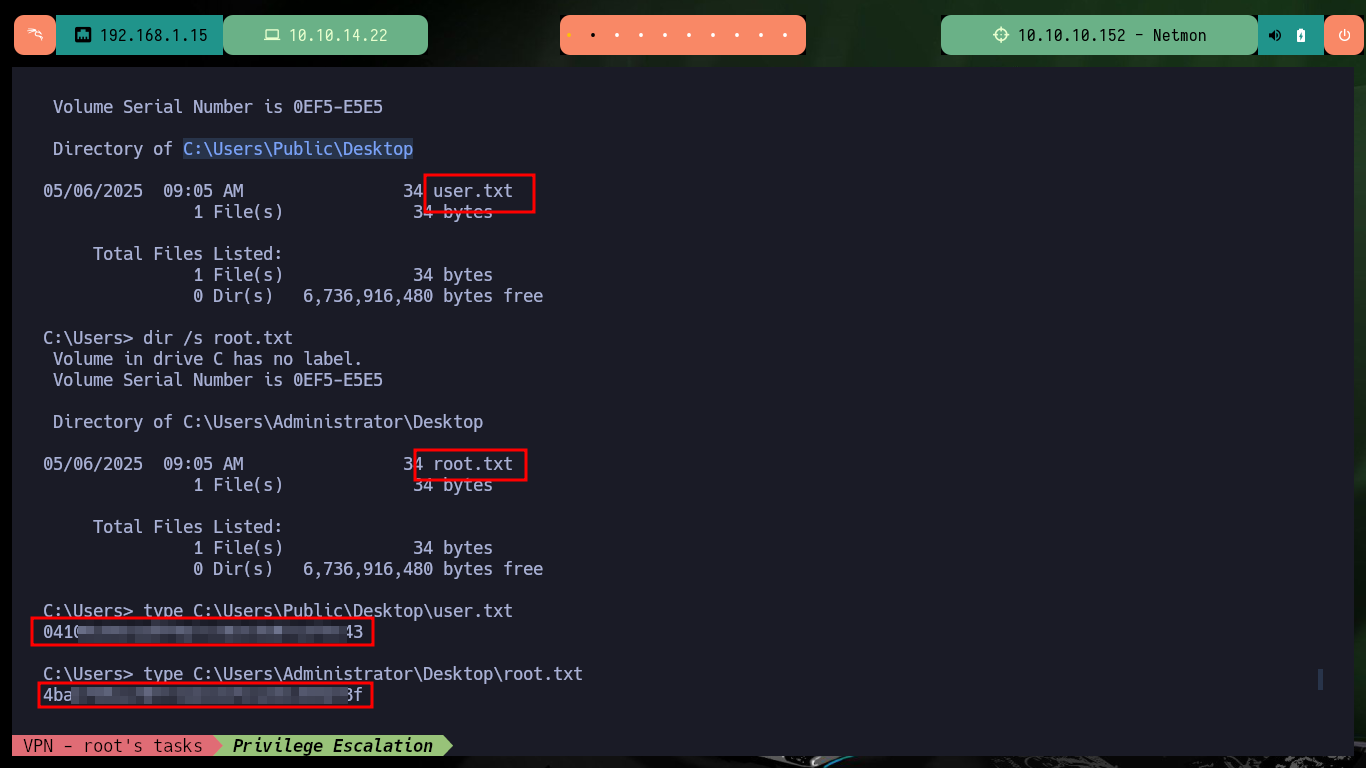 192.168.1.15 10.10.14.22 10.10.10.152 - Netmon
Volume Serial Number is 0EF5-E5E5
Directory of C:\Users\Public\Desktop
05/06/2025  09:05 AM                34 user.txt
1 File(s)             34 bytes
Total Files Listed:
1 File(s)             34 bytes
0 Dir(s)   6,736,916,480 bytes free
C:\Users> dir /s root.txt
Volume in drive C has no label.
Volume Serial Number is 0EF5-E5E5
Directory of C:\Users\Administrator\Desktop
05/06/2025  09:05 AM                34 root.txt
1 File(s)             34 bytes
Total Files Listed:
1 File(s)             34 bytes
0 Dir(s)   6,736,916,480 bytes free
C:\Users> type C:\Users\Public\Desktop\user.txt
0410 43
C:\Users> type C:\Users\Administrator\Desktop\root.txt
4ba 8f
VPN - root's tasks Privilege Escalation